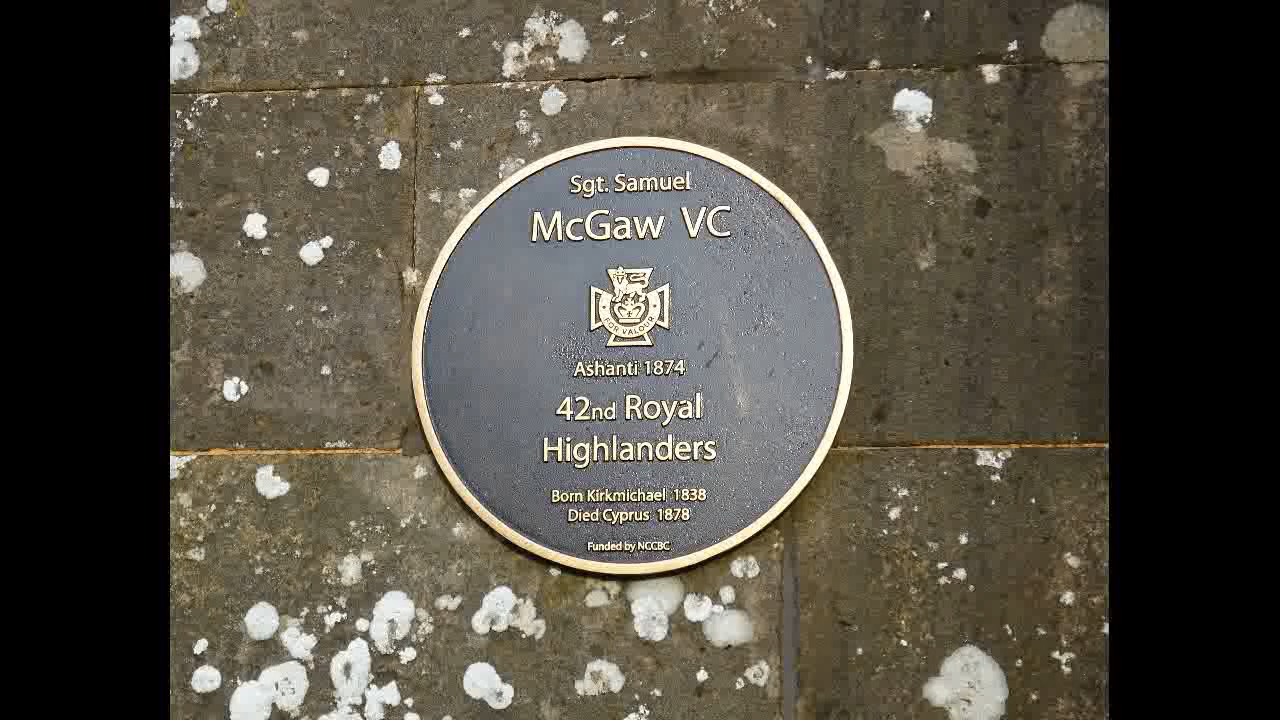 Sgt. Samuel
McGaw VC
FOR VALOUR
Ashanti 1874
42nd Royal
Highlanders
Born Kirkmichael 1838
Died Cyprus 1878
Funded by NCCBC